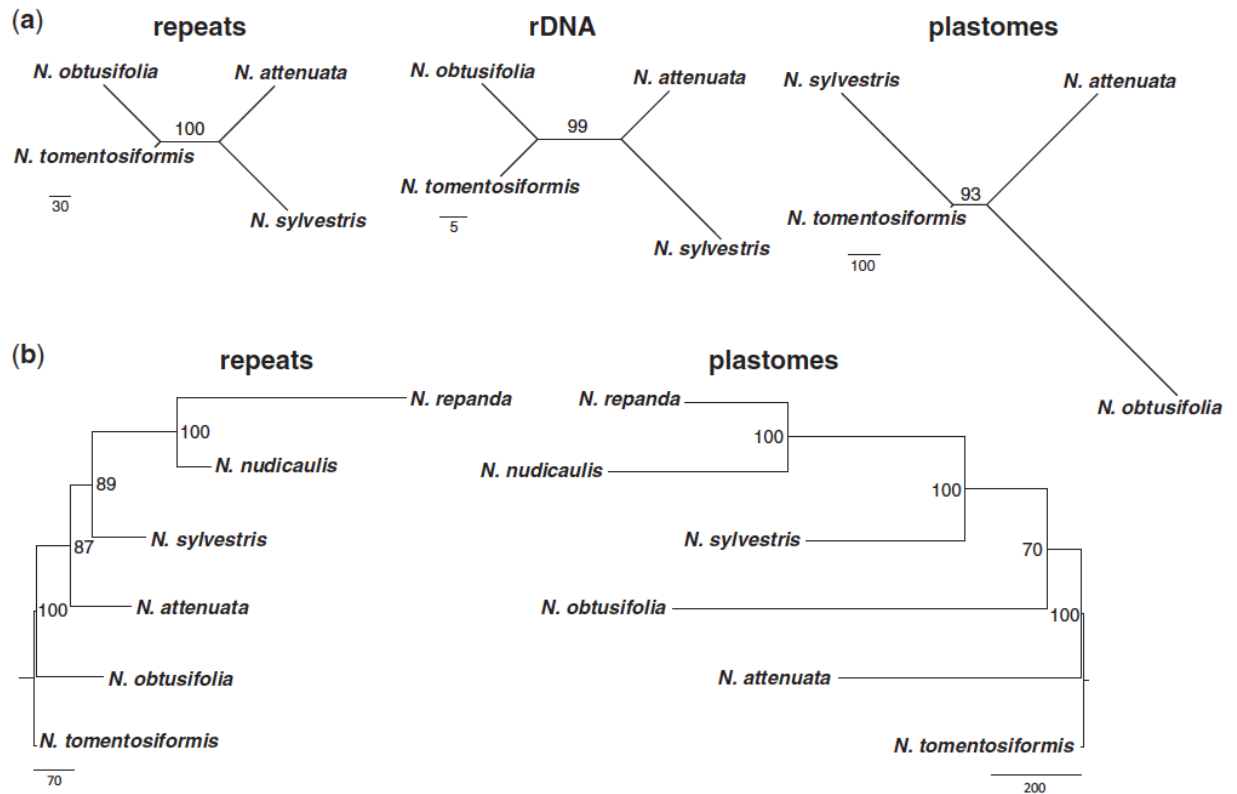 (a)
repeats
N. obtusifolia
N. attenuata
100
N. tomentosiformis
30
N. sylvestris
rDNA
N. obtusifolia
N. attenuata
99
N. tomentosiformis
5
N. sylvestris
plastomes
N. sylvestris
N. attenuata
93
N. tomentosiformis
100
N. obtusifolia
(b)
repeats
N. repanda
100
N. nudicaulis
89
N. sylvestris
87
N. attenuata
100
N. obtusifolia
N. tomentosiformis
70
plastomes
N. repanda
100
N. nudicaulis
100
N. sylvestris
70
N. obtusifolia
100
N. attenuata
N. tomentosiformis
200